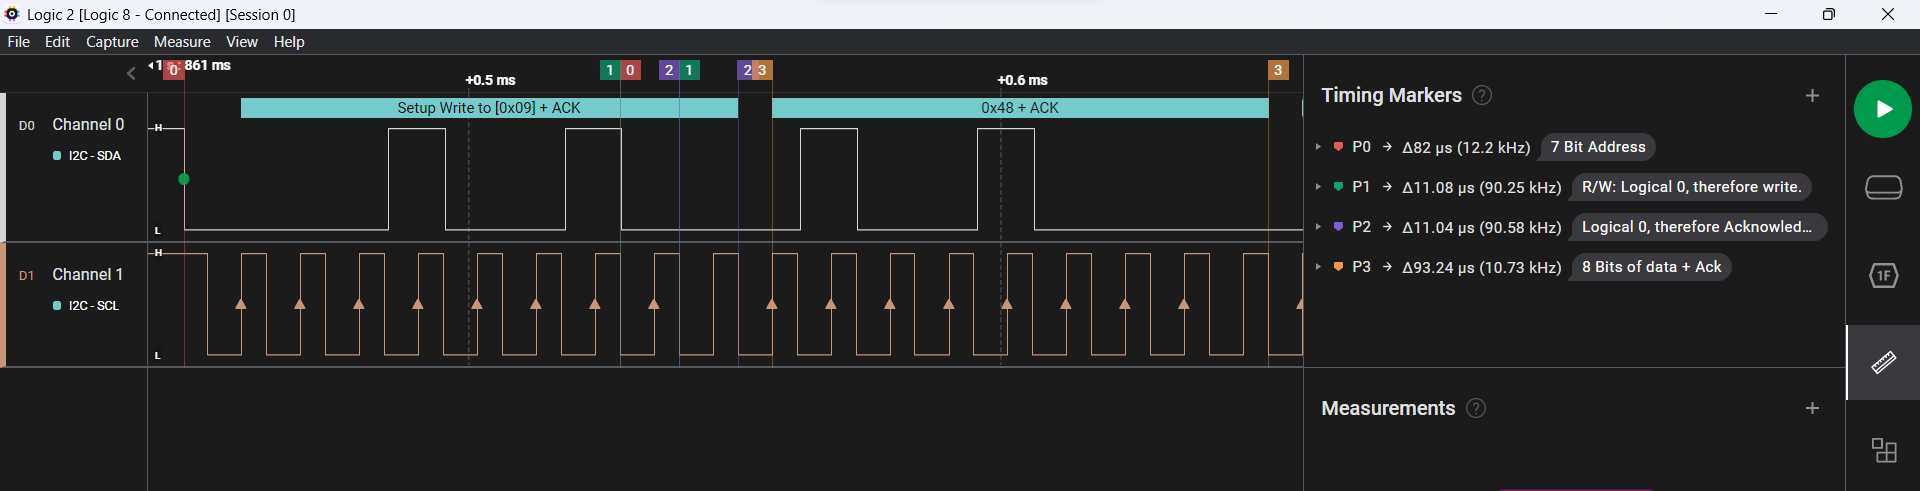 Logic 2 [Logic 8 - Connected] [Session 0]
File Edit Capture Measure View Help
861 ms
0
+0.5 ms
1 0 2 1 2 3
+0.6 ms
3
Setup Write to [0x09] + ACK
0x48 + ACK
D0 Channel 0
I2C - SDA
H
L
D1 Channel 1
I2C - SCL
H
L
Timing Markers ?
P0 → Δ82 µs (12.2 kHz) 7 Bit Address
P1 → Δ11.08 µs (90.25 kHz) R/W: Logical 0, therefore write.
P2 → Δ11.04 µs (90.58 kHz) Logical 0, therefore Acknowled...
P3 → Δ93.24 µs (10.73 kHz) 8 Bits of data + Ack
Measurements ?
1F